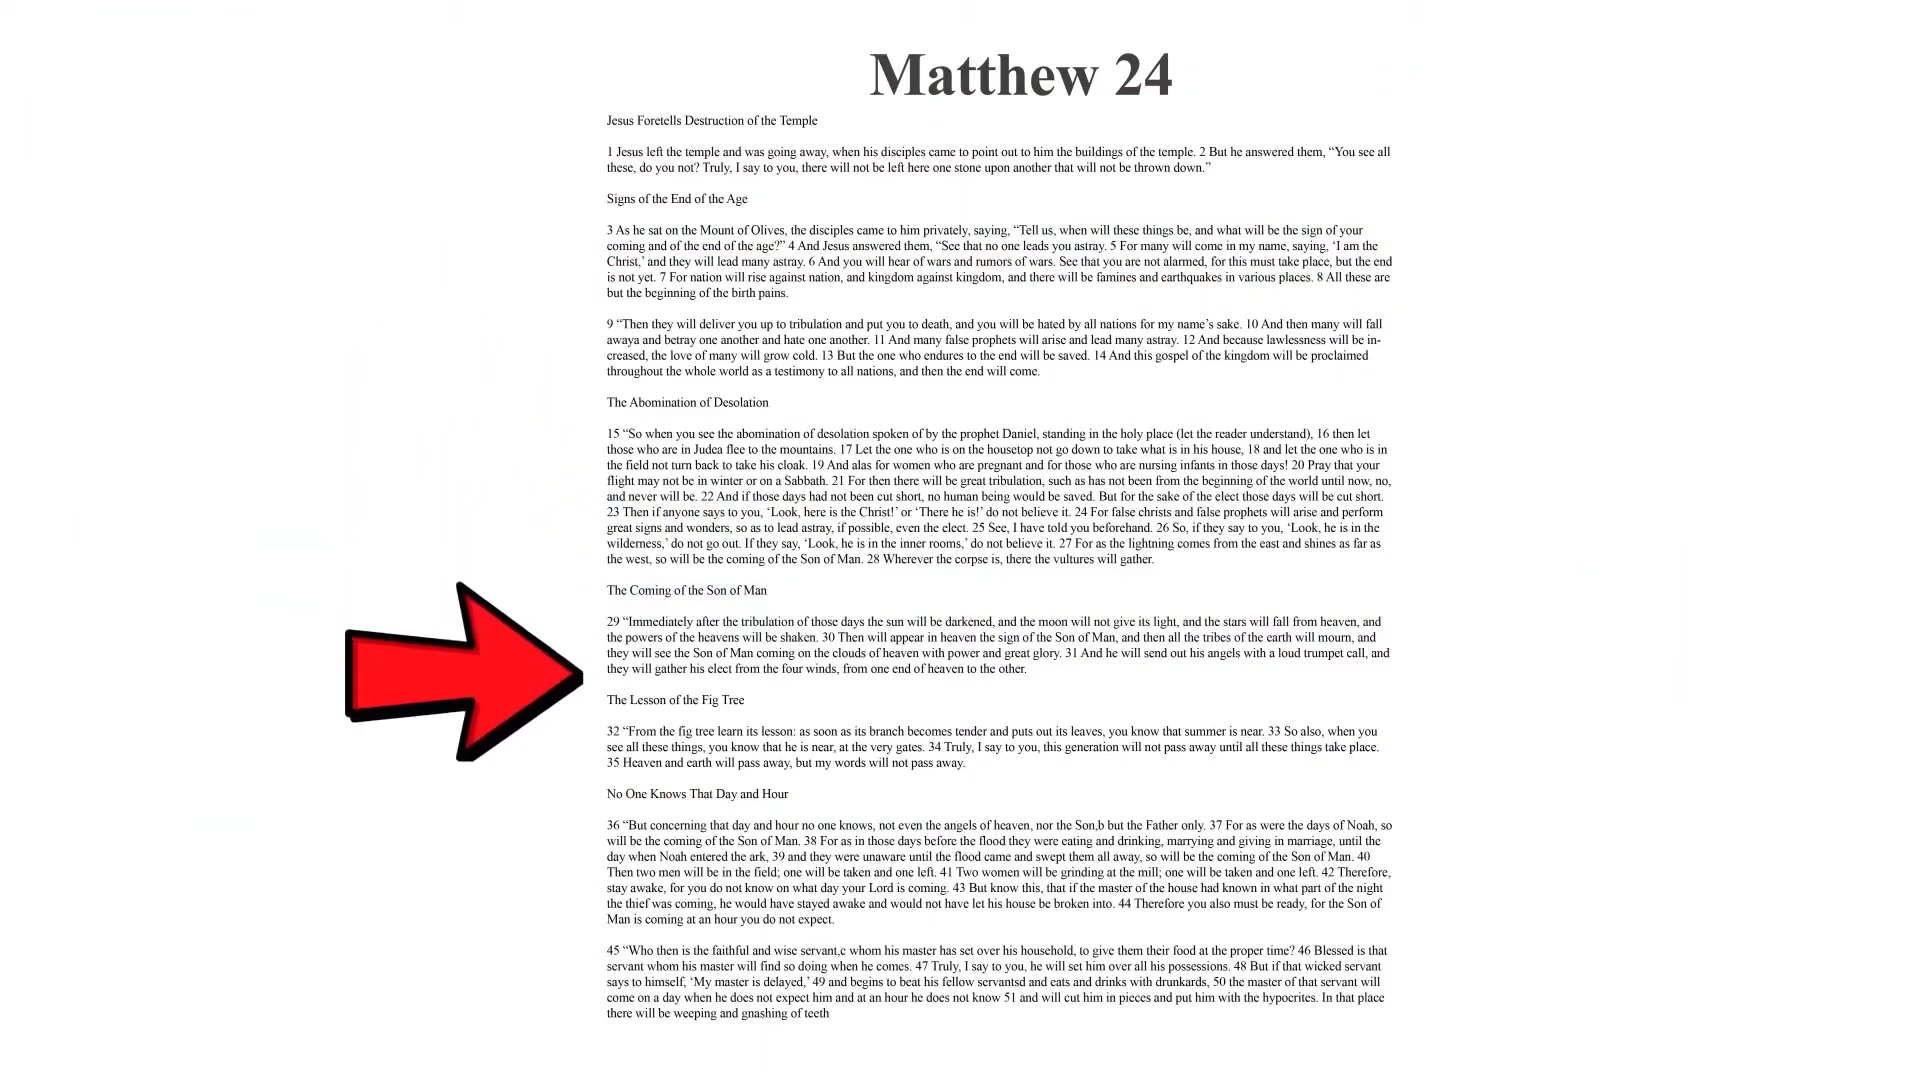 Matthew 24
Jesus Foretells Destruction of the Temple
1 Jesus left the temple and was going away, when his disciples came to point out to him the buildings of the temple. 2 But he answered them, “You see all
these, do you not? Truly, I say to you, there will not be left here one stone upon another that will not be thrown down.”
Signs of the End of the Age
3 As he sat on the Mount of Olives, the disciples came to him privately, saying, “Tell us, when will these things be, and what will be the sign of your
coming and of the end of the age?” 4 And Jesus answered them, “See that no one leads you astray. 5 For many will come in my name, saying, ‘I am the
Christ,’ and they will lead many astray. 6 And you will hear of wars and rumors of wars. See that you are not alarmed, for this must take place, but the end
is not yet. 7 For nation will rise against nation, and kingdom against kingdom, and there will be famines and earthquakes in various places. 8 All these are
but the beginning of the birth pains.
9 “Then they will deliver you up to tribulation and put you to death, and you will be hated by all nations for my name’s sake. 10 And then many will fall
awaya and betray one another and hate one another. 11 And many false prophets will arise and lead many astray. 12 And because lawlessness will be in-
creased, the love of many will grow cold. 13 But the one who endures to the end will be saved. 14 And this gospel of the kingdom will be proclaimed
throughout the whole world as a testimony to all nations, and then the end will come.
The Abomination of Desolation
15 “So when you see the abomination of desolation spoken of by the prophet Daniel, standing in the holy place (let the reader understand), 16 then let
those who are in Judea flee to the mountains. 17 Let the one who is on the housetop not go down to take what is in his house, 18 and let the one who is in
the field not turn back to take his cloak. 19 And alas for women who are pregnant and for those who are nursing infants in those days! 20 Pray that your
flight may not be in winter or on a Sabbath. 21 For then there will be great tribulation, such as has not been from the beginning of the world until now, no,
and never will be. 22 And if those days had not been cut short, no human being would be saved. But for the sake of the elect those days will be cut short.
23 Then if anyone says to you, ‘Look, here is the Christ!’ or ‘There he is!’ do not believe it. 24 For false christs and false prophets will arise and perform
great signs and wonders, so as to lead astray, if possible, even the elect. 25 See, I have told you beforehand. 26 So, if they say to you, ‘Look, he is in the
wilderness,’ do not go out. If they say, ‘Look, he is in the inner rooms,’ do not believe it. 27 For as the lightning comes from the east and shines as far as
the west, so will be the coming of the Son of Man. 28 Wherever the corpse is, there the vultures will gather.
The Coming of the Son of Man
29 “Immediately after the tribulation of those days the sun will be darkened, and the moon will not give its light, and the stars will fall from heaven, and
the powers of the heavens will be shaken. 30 Then will appear in heaven the sign of the Son of Man, and then all the tribes of the earth will mourn, and
they will see the Son of Man coming on the clouds of heaven with power and great glory. 31 And he will send out his angels with a loud trumpet call, and
they will gather his elect from the four winds, from one end of heaven to the other.
The Lesson of the Fig Tree
32 “From the fig tree learn its lesson: as soon as its branch becomes tender and puts out its leaves, you know that summer is near. 33 So also, when you
see all these things, you know that he is near, at the very gates. 34 Truly, I say to you, this generation will not pass away until all these things take place.
35 Heaven and earth will pass away, but my words will not pass away.
No One Knows That Day and Hour
36 “But concerning that day and hour no one knows, not even the angels of heaven, nor the Son,b but the Father only. 37 For as were the days of Noah, so
will be the coming of the Son of Man. 38 For as in those days before the flood they were eating and drinking, marrying and giving in marriage, until the
day when Noah entered the ark, 39 and they were unaware until the flood came and swept them all away, so will be the coming of the Son of Man. 40
Then two men will be in the field; one will be taken and one left. 41 Two women will be grinding at the mill; one will be taken and one left. 42 Therefore,
stay awake, for you do not know on what day your Lord is coming. 43 But know this, that if the master of the house had known in what part of the night
the thief was coming, he would have stayed awake and would not have let his house be broken into. 44 Therefore you also must be ready, for the Son of
Man is coming at an hour you do not expect.
45 “Who then is the faithful and wise servant,c whom his master has set over his household, to give them their food at the proper time? 46 Blessed is that
servant whom his master will find so doing when he comes. 47 Truly, I say to you, he will set him over all his possessions. 48 But if that wicked servant
says to himself, ‘My master is delayed,’ 49 and begins to beat his fellow servantsd and eats and drinks with drunkards, 50 the master of that servant will
come on a day when he does not expect him and at an hour he does not know 51 and will cut him in pieces and put him with the hypocrites. In that place
there will be weeping and gnashing of teeth